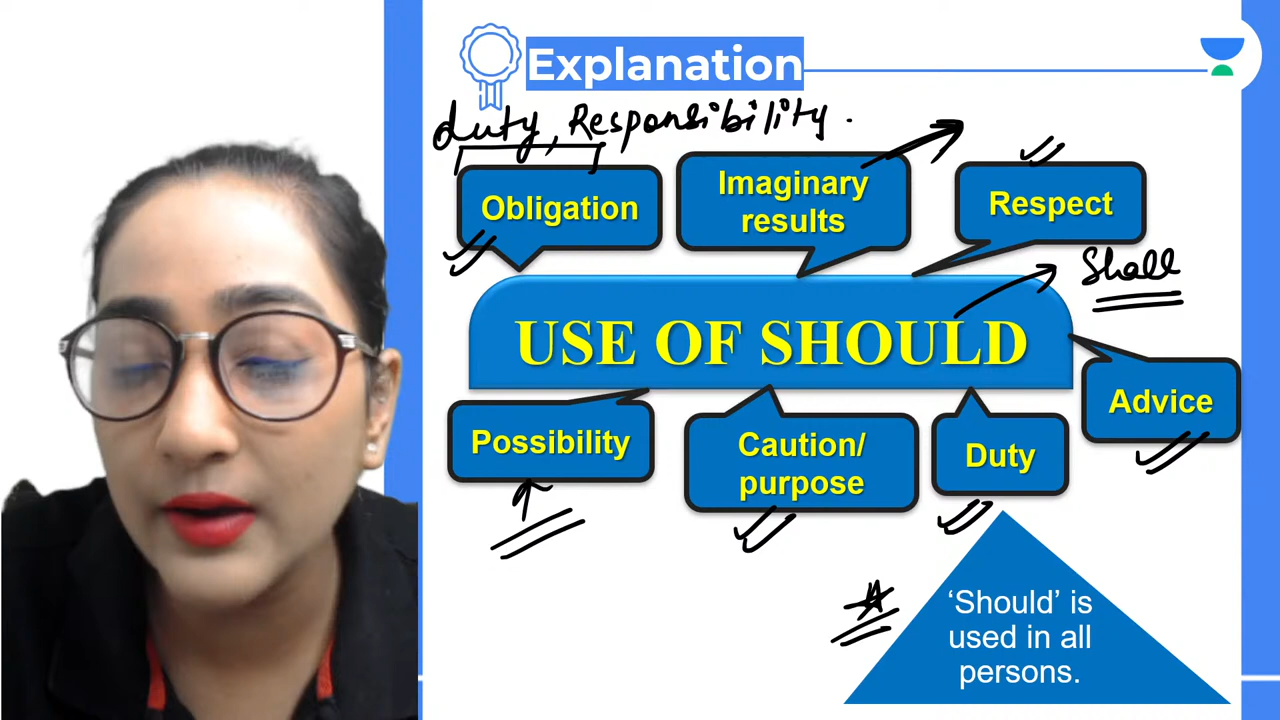 Explanation
duty, Responsibility.
Obligation
Imaginary
results
Respect
Shall
USE OF SHOULD
Advice
Possibility
Caution/
purpose
Duty
‘Should’ is
used in all
persons.